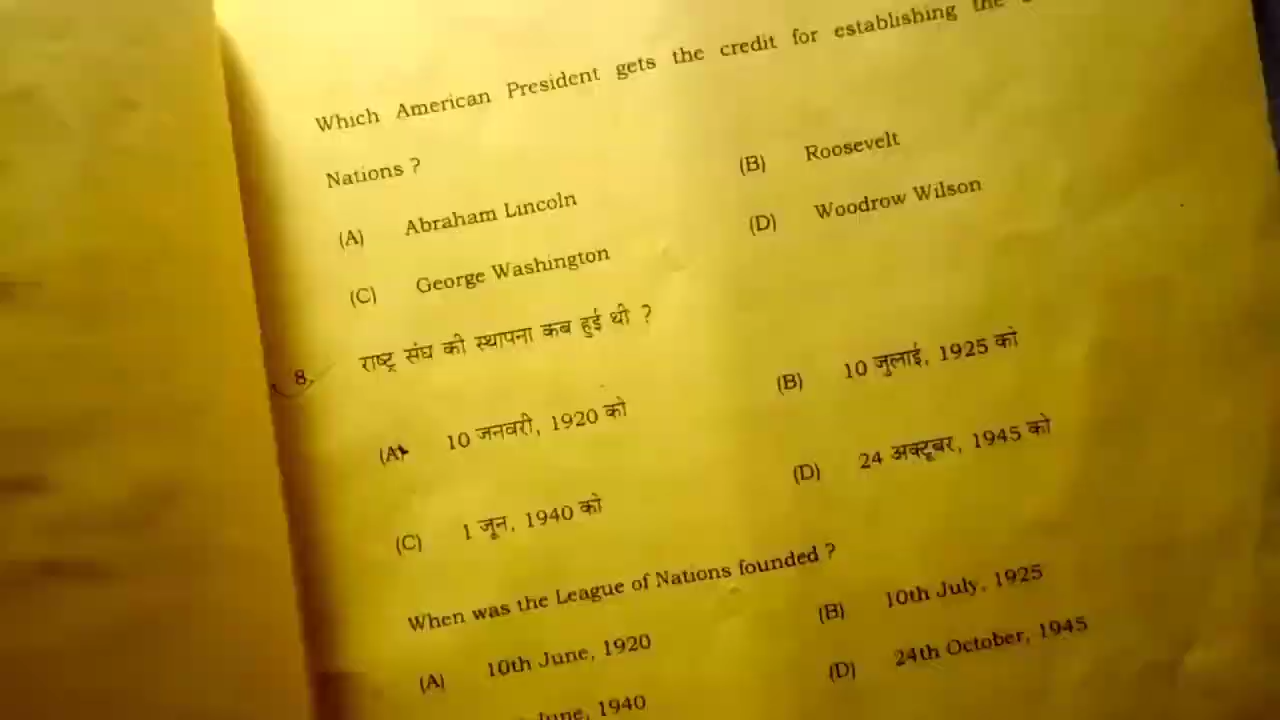 Which American President gets the credit for establishing the
Nations ?
(A) Abraham Lincoln (B) Roosevelt
(C) George Washington (D) Woodrow Wilson
8. राष्ट्र संघ की स्थापना कब हुई थी ?
(A) 10 जनवरी, 1920 को (B) 10 जुलाई, 1925 को
(C) 1 जून, 1940 को (D) 24 अक्टूबर, 1945 को
When was the League of Nations founded ?
(A) 10th June, 1920 (B) 10th July, 1925
June, 1940 (D) 24th October, 1945